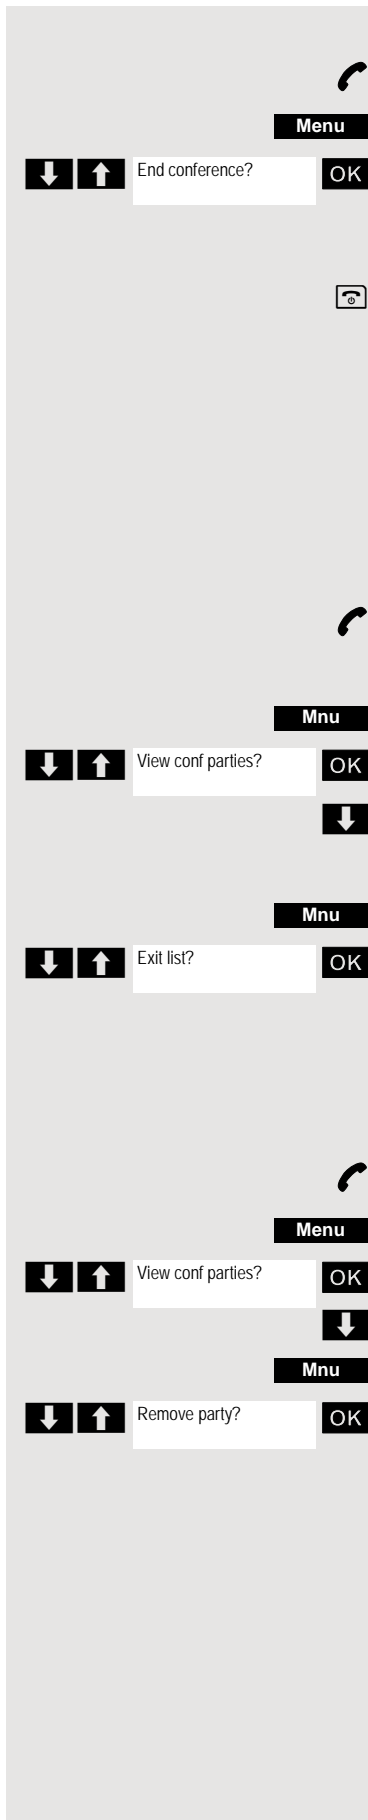 Menu
End conference? OK
Mnu
View conf parties? OK
Mnu
Exit list? OK
Menu
View conf parties? OK
Mnu
Remove party? OK